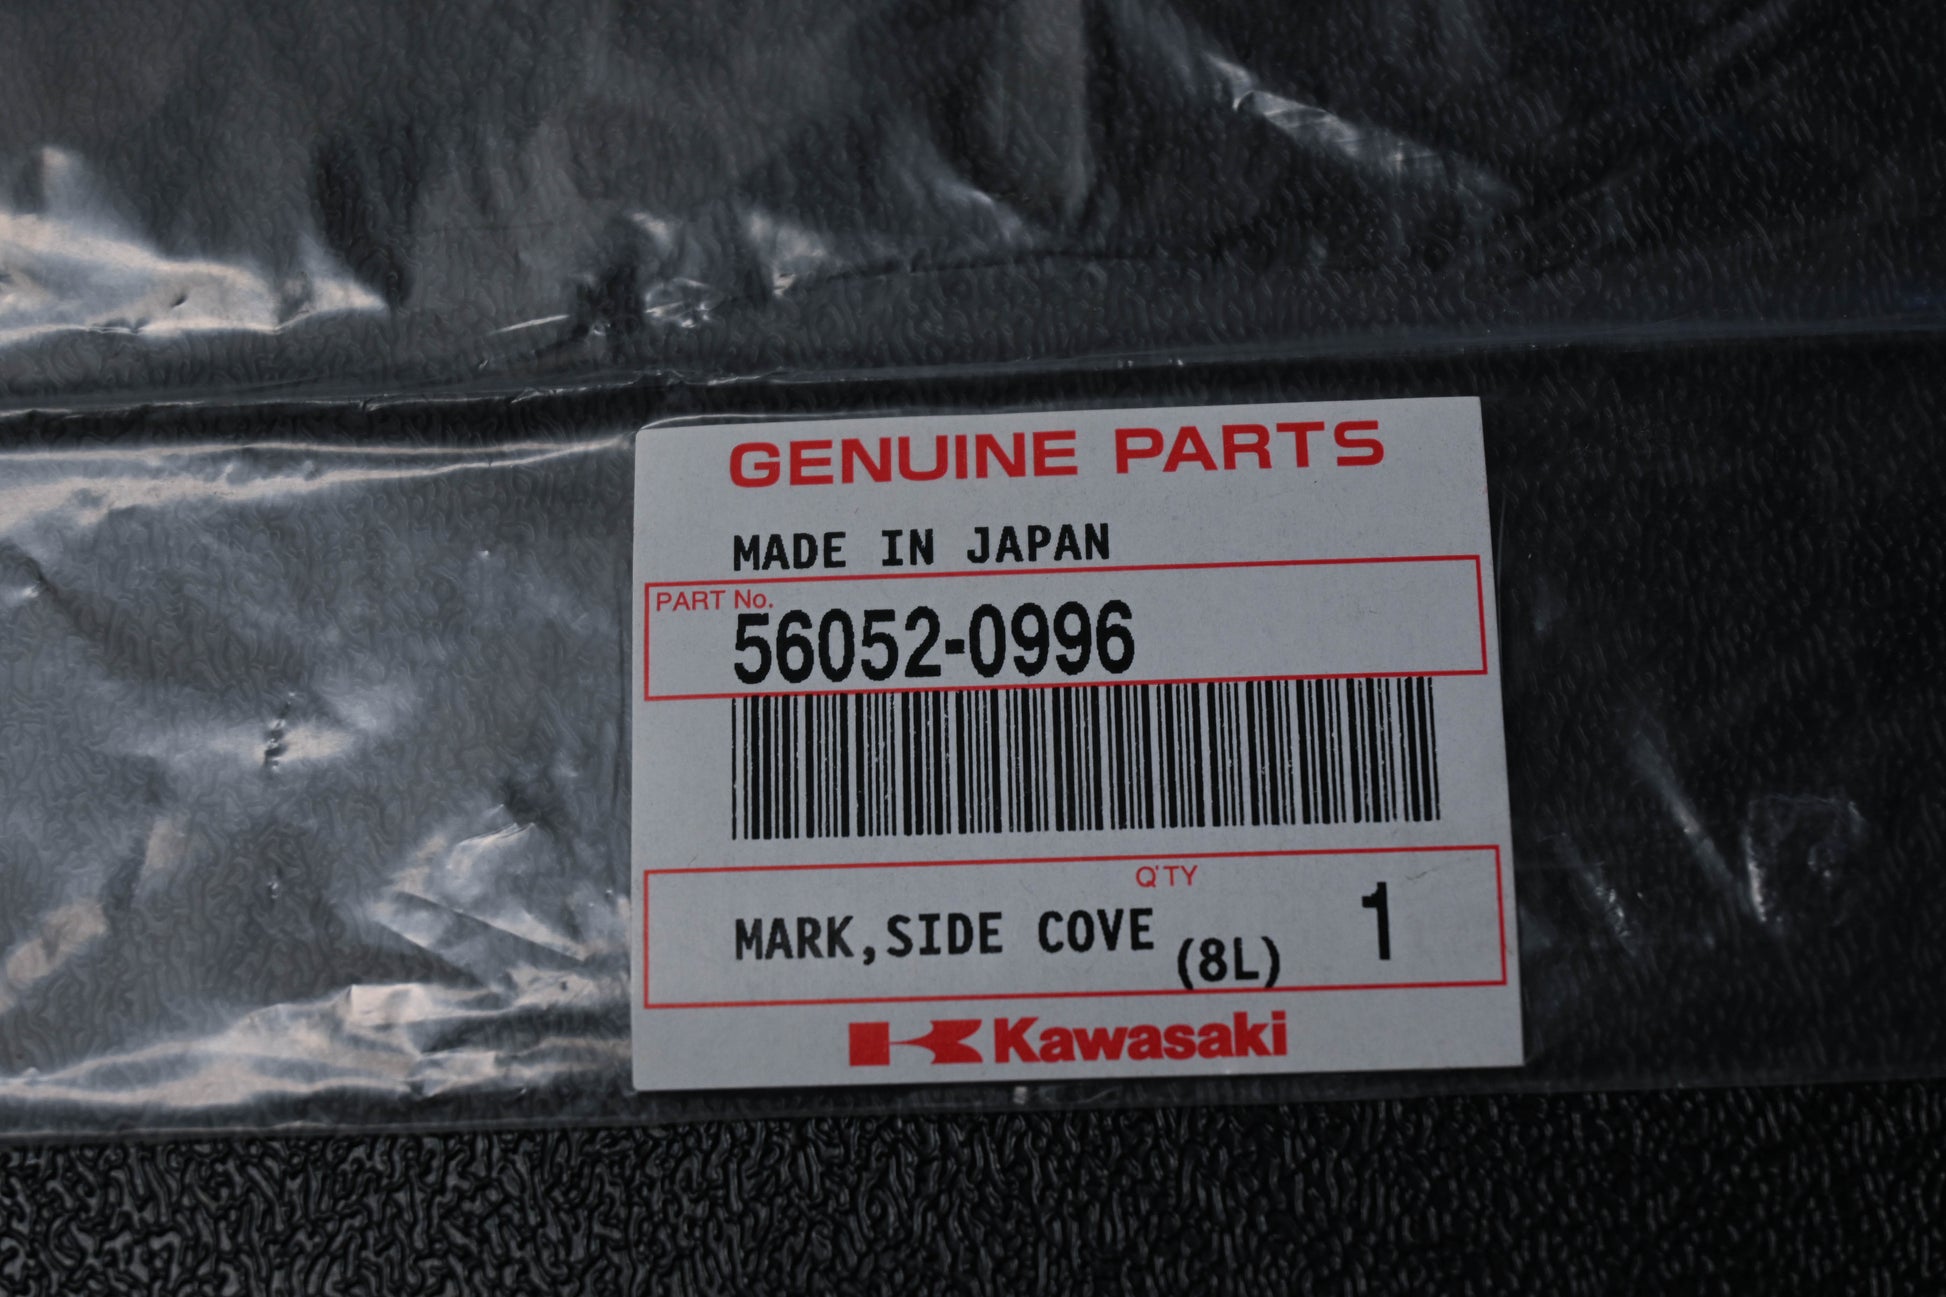 GENUINE PARTS
MADE IN JAPAN
PART No.
56052-0996
Q'TY
MARK,SIDE COVE (8L) 1
Kawasaki